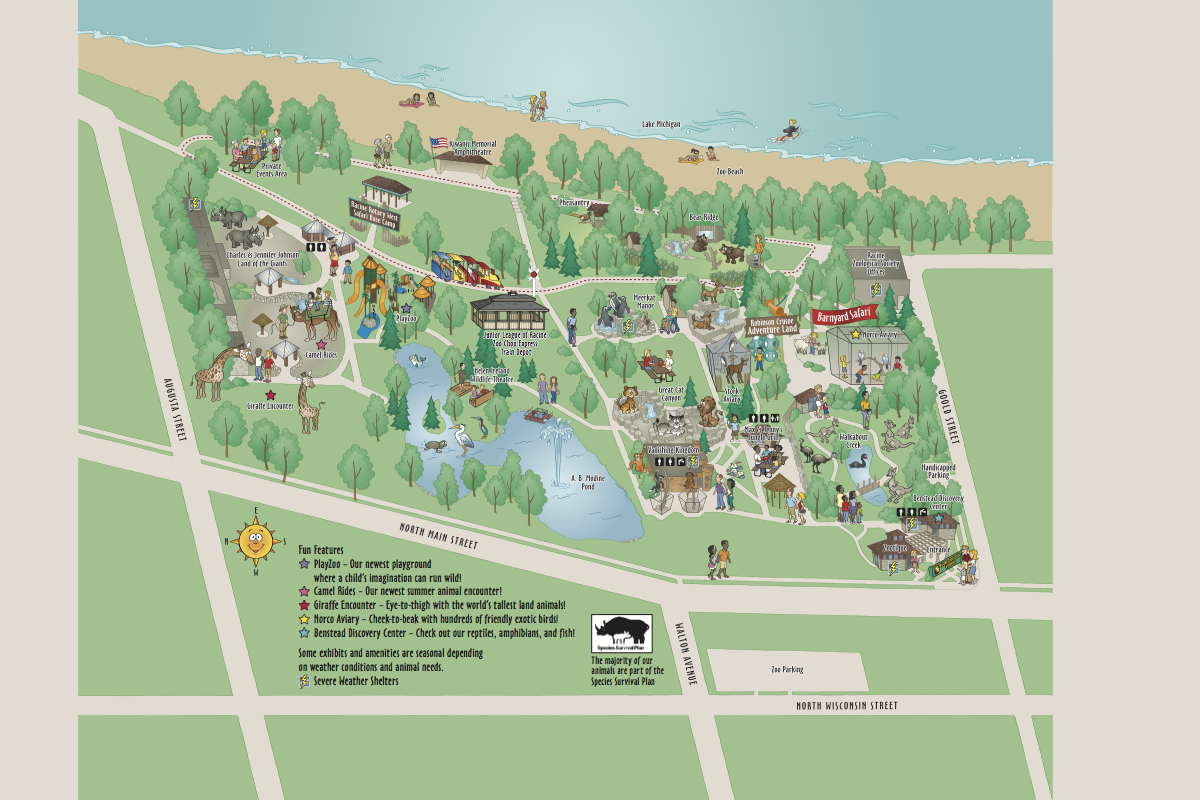 Lake Michigan
Kiwanis Memorial
Amphitheatre
Private
Events Area
Zoo Beach
Pheasantry
Racine Rotary West
Safari Base Camp
Bear Ridge
Charles & Jennifer Johnson
Land of the Giants
Racine
Zoological Society
Offices
Meerkat
Manor
PlayZoo
Robinson Crusoe
Adventure Land
Barnyard Safari
Norco Aviary
Junior League of Racine
Zoo Choo Express
Train Depot
Camel Rides
Helen Ireland
Wildlife Theatre
Great Cat
Canyon
Stork
Aviary
AUGUSTA STREET
GOOLD STREET
Giraffe Encounter
Max & Jenny's
Jungle Grill
Walkabout
Creek
Vanishing Kingdom
Handicapped
Parking
A. B. Modine
Pond
Benstead Discovery
Center
NORTH MAIN STREET
Zootique
Entrance
E
N
S
W
Fun Features
PlayZoo – Our newest playground
where a child's imagination can run wild!
Camel Rides – Our newest summer animal encounter!
Giraffe Encounter – Eye-to-thigh with the world's tallest land animals!
Norco Aviary – Cheek-to-beak with hundreds of friendly exotic birds!
Benstead Discovery Center – Check out our reptiles, amphibians, and fish!
Some exhibits and amenities are seasonal depending
on weather conditions and animal needs.
Severe Weather Shelters
Species Survival Plan
The majority of our
animals are part of the
Species Survival Plan
WALTON AVENUE
Zoo Parking
NORTH WISCONSIN STREET